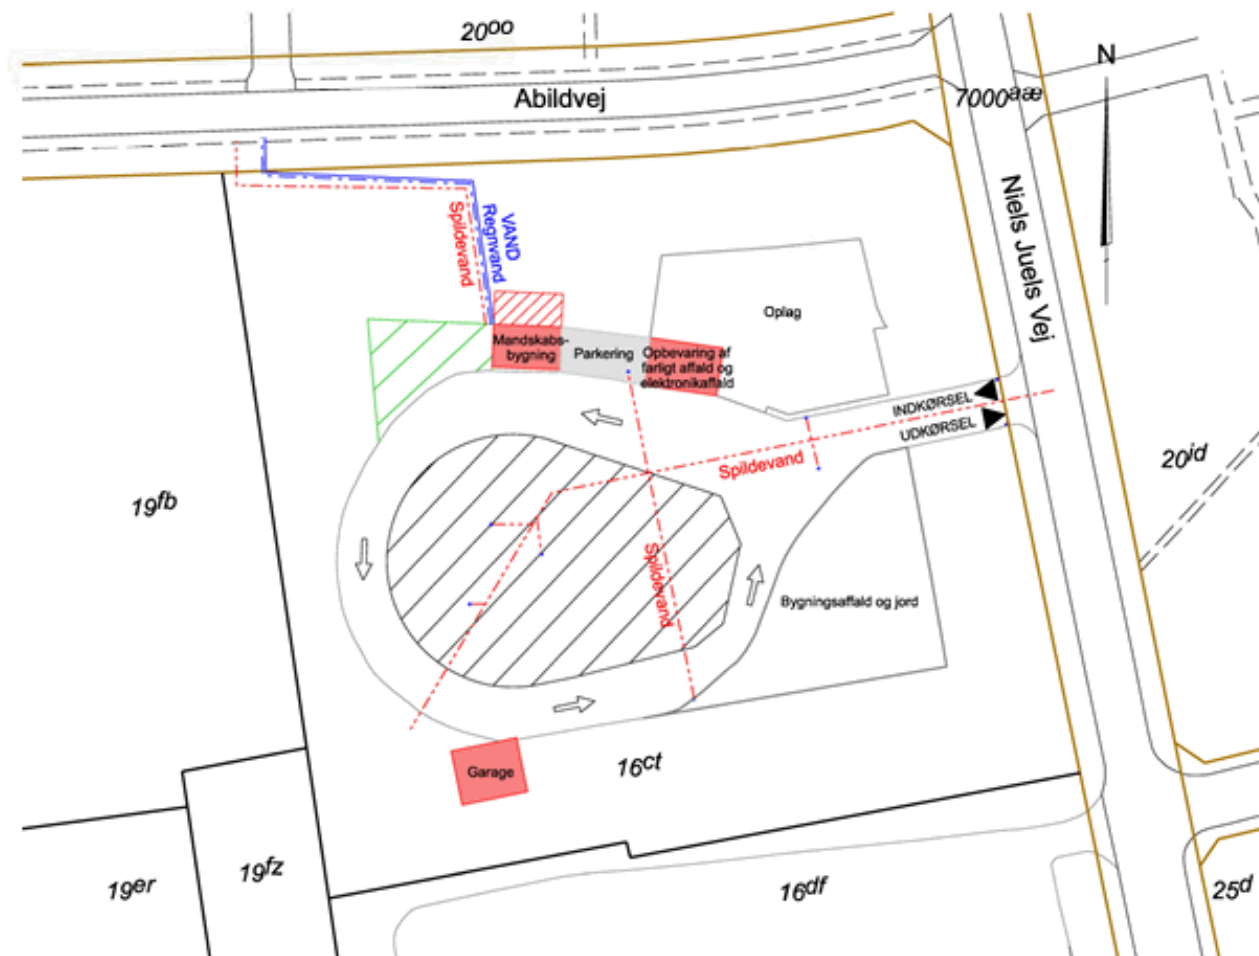 20oo
Abildvej
N
7000aæ
Niels Juels Vej
VAND
Regnvand
Spildevand
Oplag
Mandskabs-
bygning
Parkering
Opbevaring af
farligt affald og
elektronikaffald
INDKØRSEL
UDKØRSEL
Spildevand
20id
19fb
Spildevand
Bygningsaffald og jord
Garage
16ct
19er
19fz
16df
25d